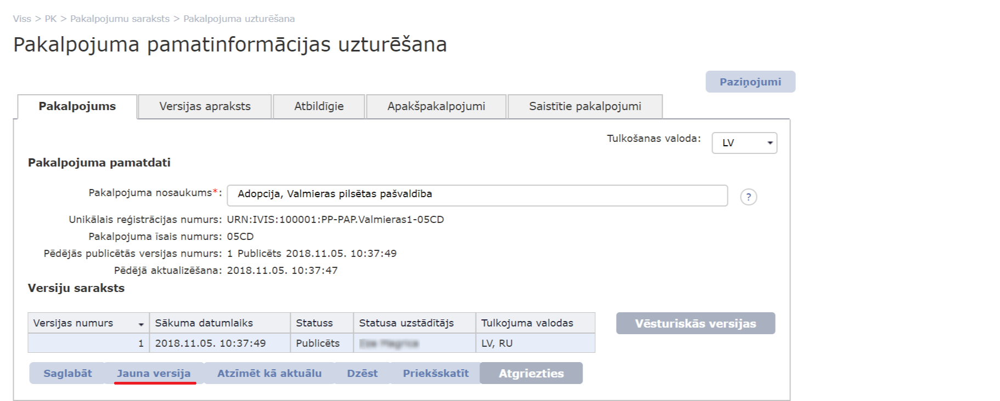 Viss > PK > Pakalpojumu saraksts > Pakalpojuma uzturēšana
Pakalpojuma pamatinformācijas uzturēšana
Paziņojumi
Pakalpojums Versijas apraksts Atbildīgie Apakšpakalpojumi Saistītie pakalpojumi
Tulkošanas valoda: LV
Pakalpojuma pamatdati
Pakalpojuma nosaukums*: Adopcija, Valmieras pilsētas pašvaldība ?
Unikālais reģistrācijas numurs: URN:IVIS:100001:PP-PAP.Valmieras1-05CD
Pakalpojuma īsais numurs: 05CD
Pēdējās publicētās versijas numurs: 1 Publicēts 2018.11.05. 10:37:49
Pēdējā aktualizēšana: 2018.11.05. 10:37:47
Versiju saraksts
Versijas numurs Sākuma datumlaiks Statuss Statusa uzstādītājs Tulkojuma valodas Vēsturiskās versijas
1 2018.11.05. 10:37:49 Publicēts LV, RU
Saglabāt Jauna versija Atzīmēt kā aktuālu Dzēst Priekšskatīt Atgriezties